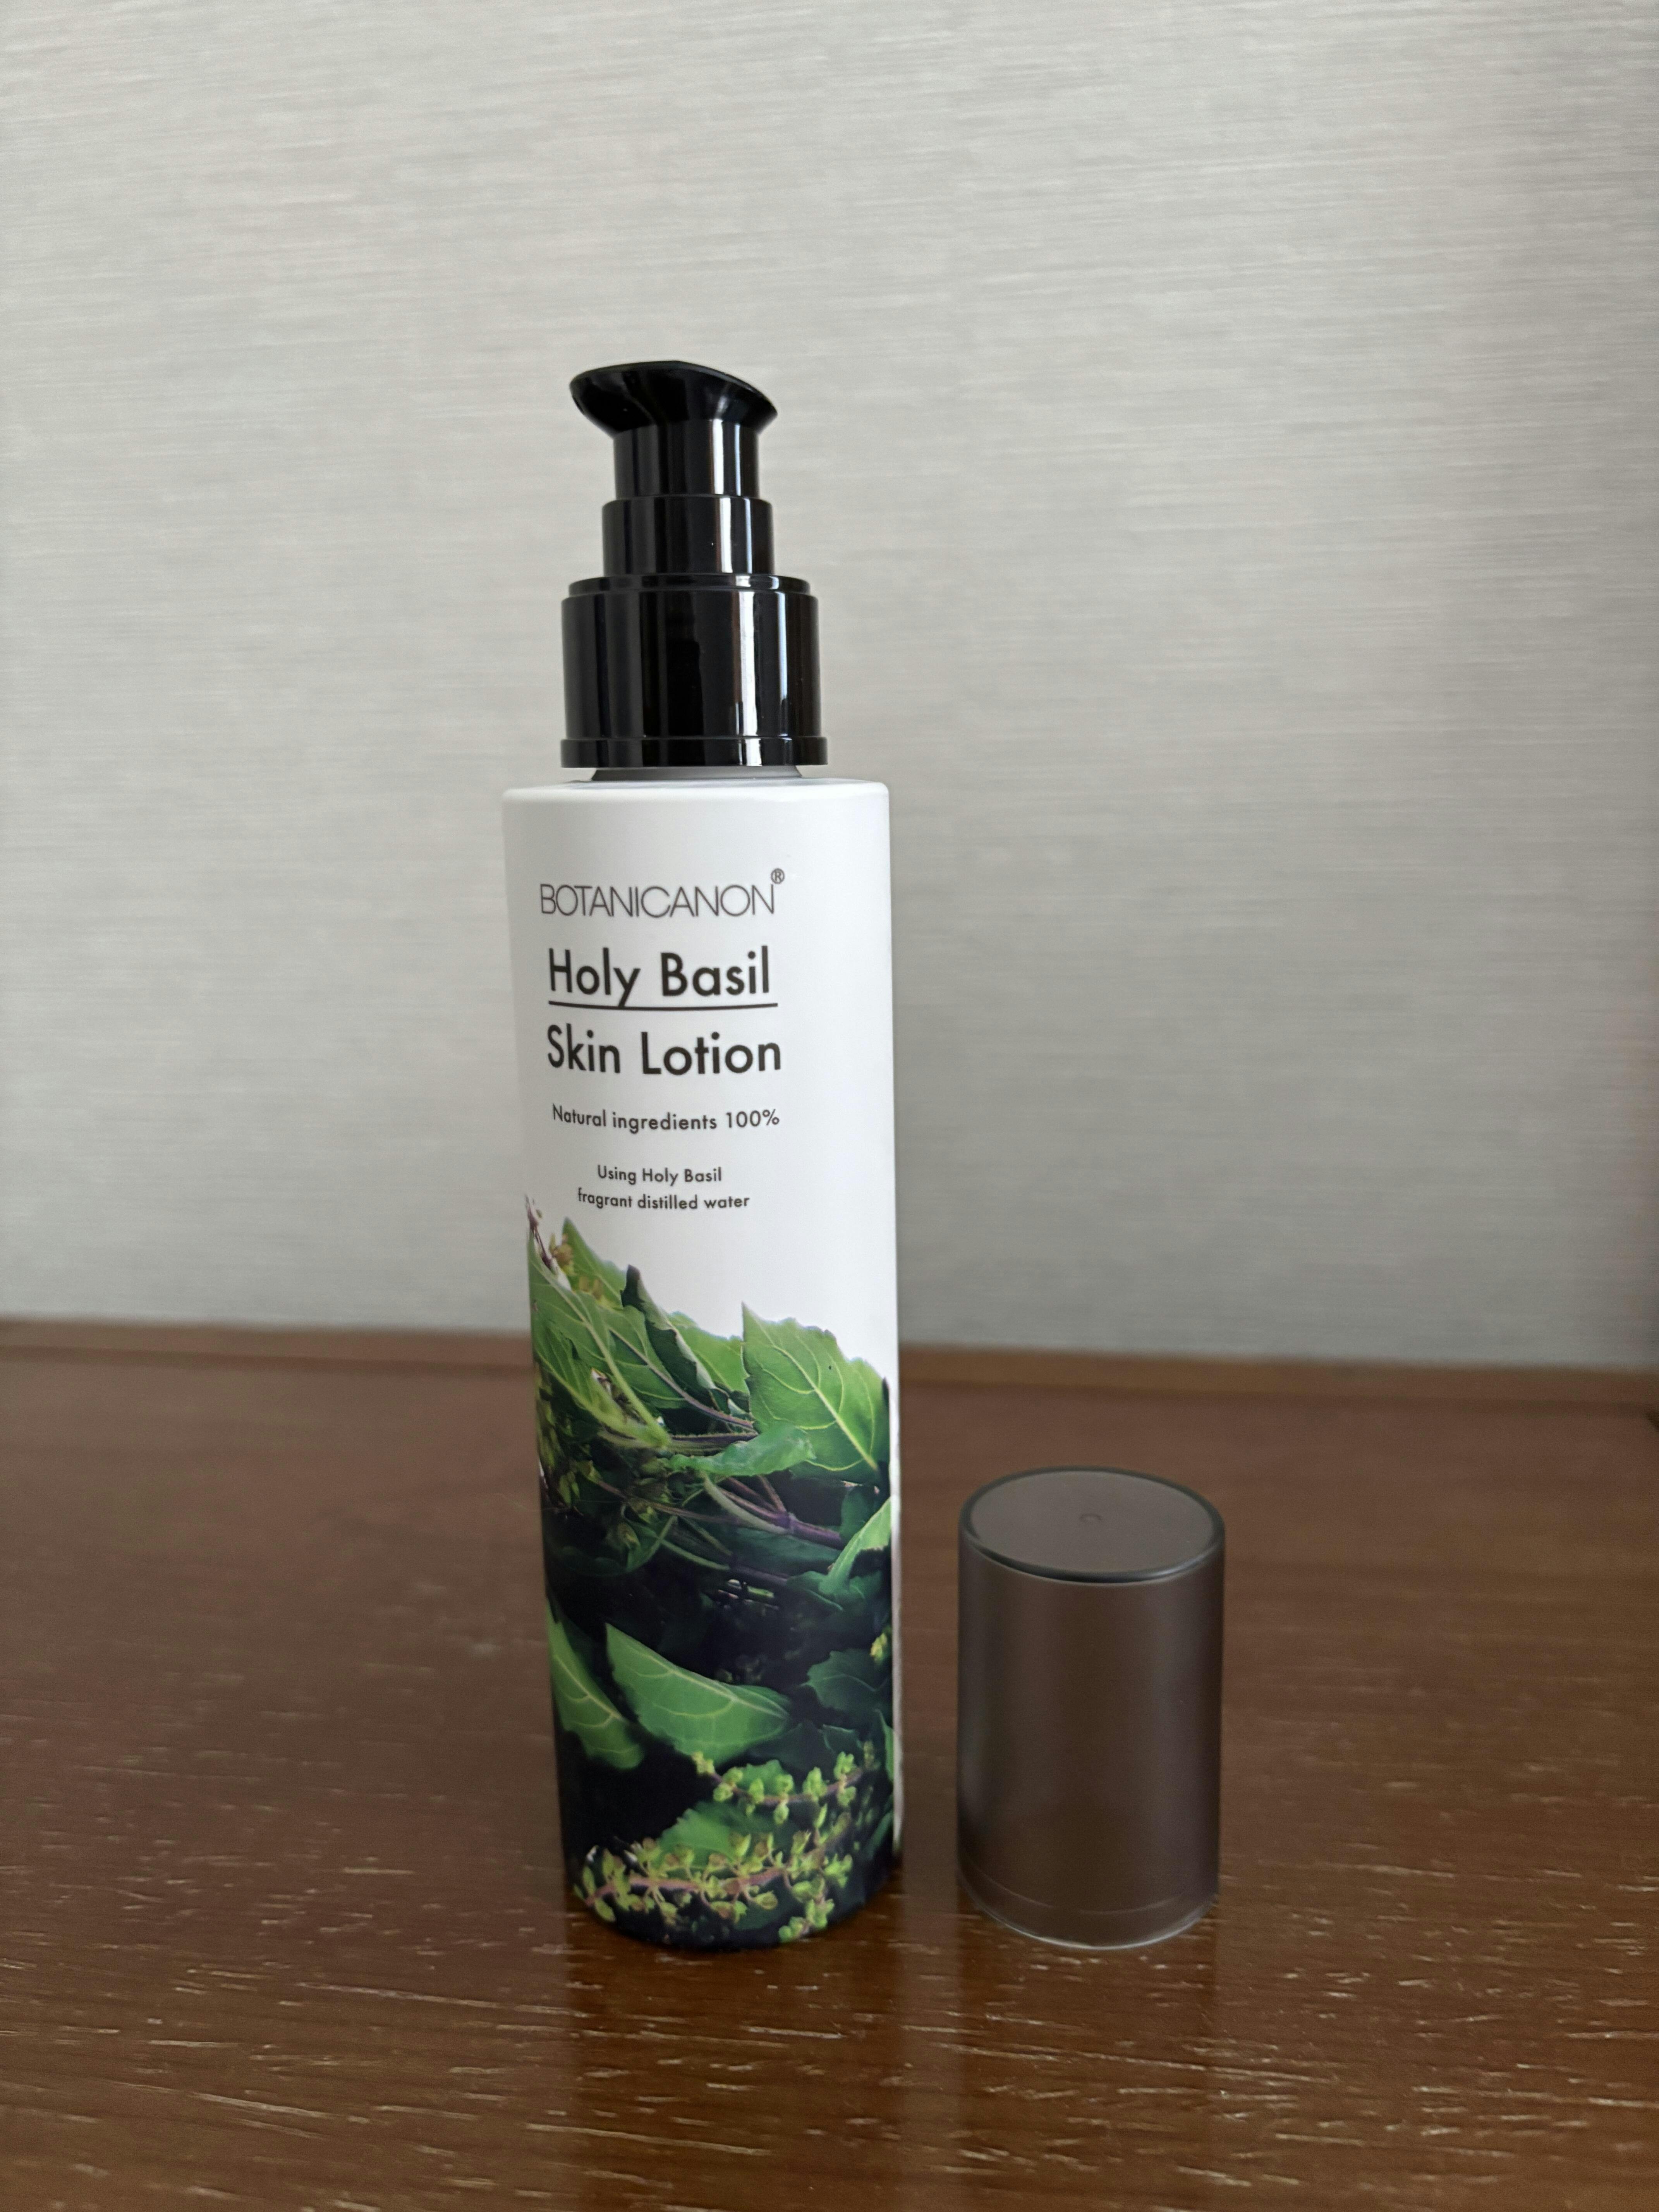 BOTANICANON®
Holy Basil
Skin Lotion
Natural ingredients 100%
Using Holy Basil
fragrant distilled water